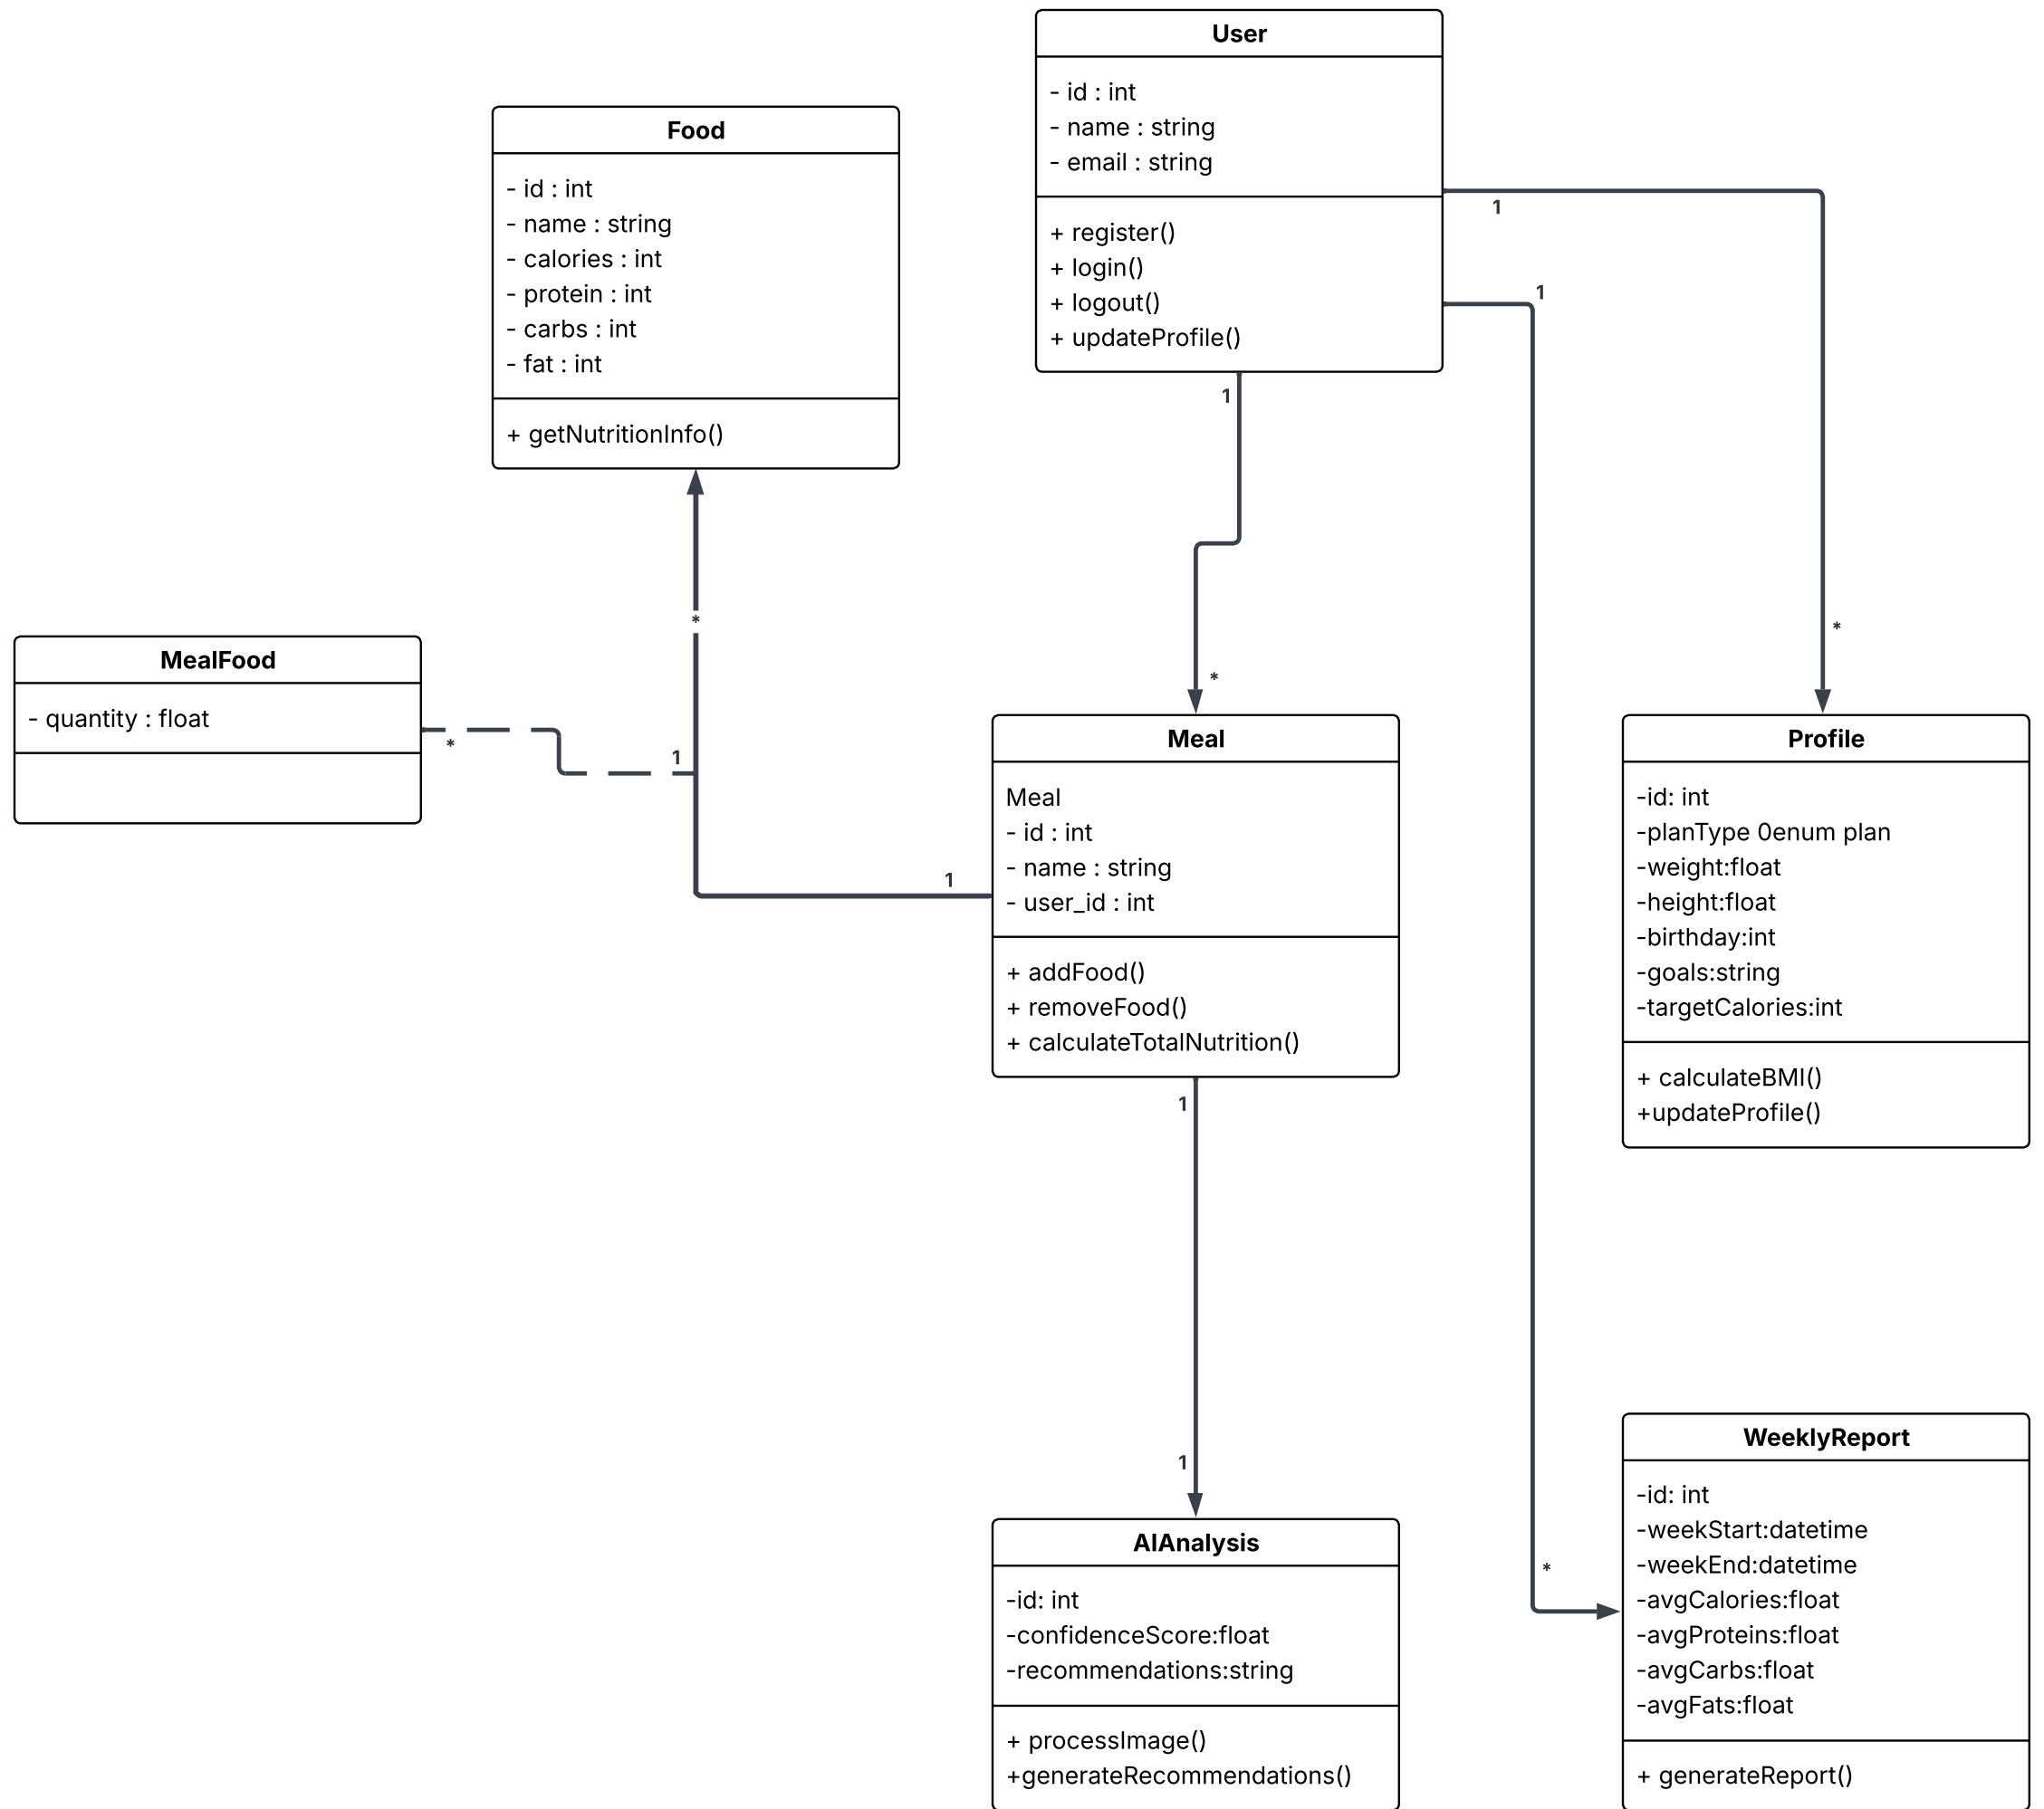 User
- id : int
- name : string
- email : string
+ register()
+ login()
+ logout()
+ updateProfile()
1
1
1
*
*
Food
- id : int
- name : string
- calories : int
- protein : int
- carbs : int
- fat : int
+ getNutritionInfo()
*
MealFood
- quantity : float
*
1
1
Meal
Meal
- id : int
- name : string
- user_id : int
+ addFood()
+ removeFood()
+ calculateTotalNutrition()
1
1
Profile
-id: int
-planType 0enum plan
-weight:float
-height:float
-birthday:int
-goals:string
-targetCalories:int
+ calculateBMI()
+updateProfile()
AIAnalysis
-id: int
-confidenceScore:float
-recommendations:string
+ processImage()
+generateRecommendations()
*
WeeklyReport
-id: int
-weekStart:datetime
-weekEnd:datetime
-avgCalories:float
-avgProteins:float
-avgCarbs:float
-avgFats:float
+ generateReport()